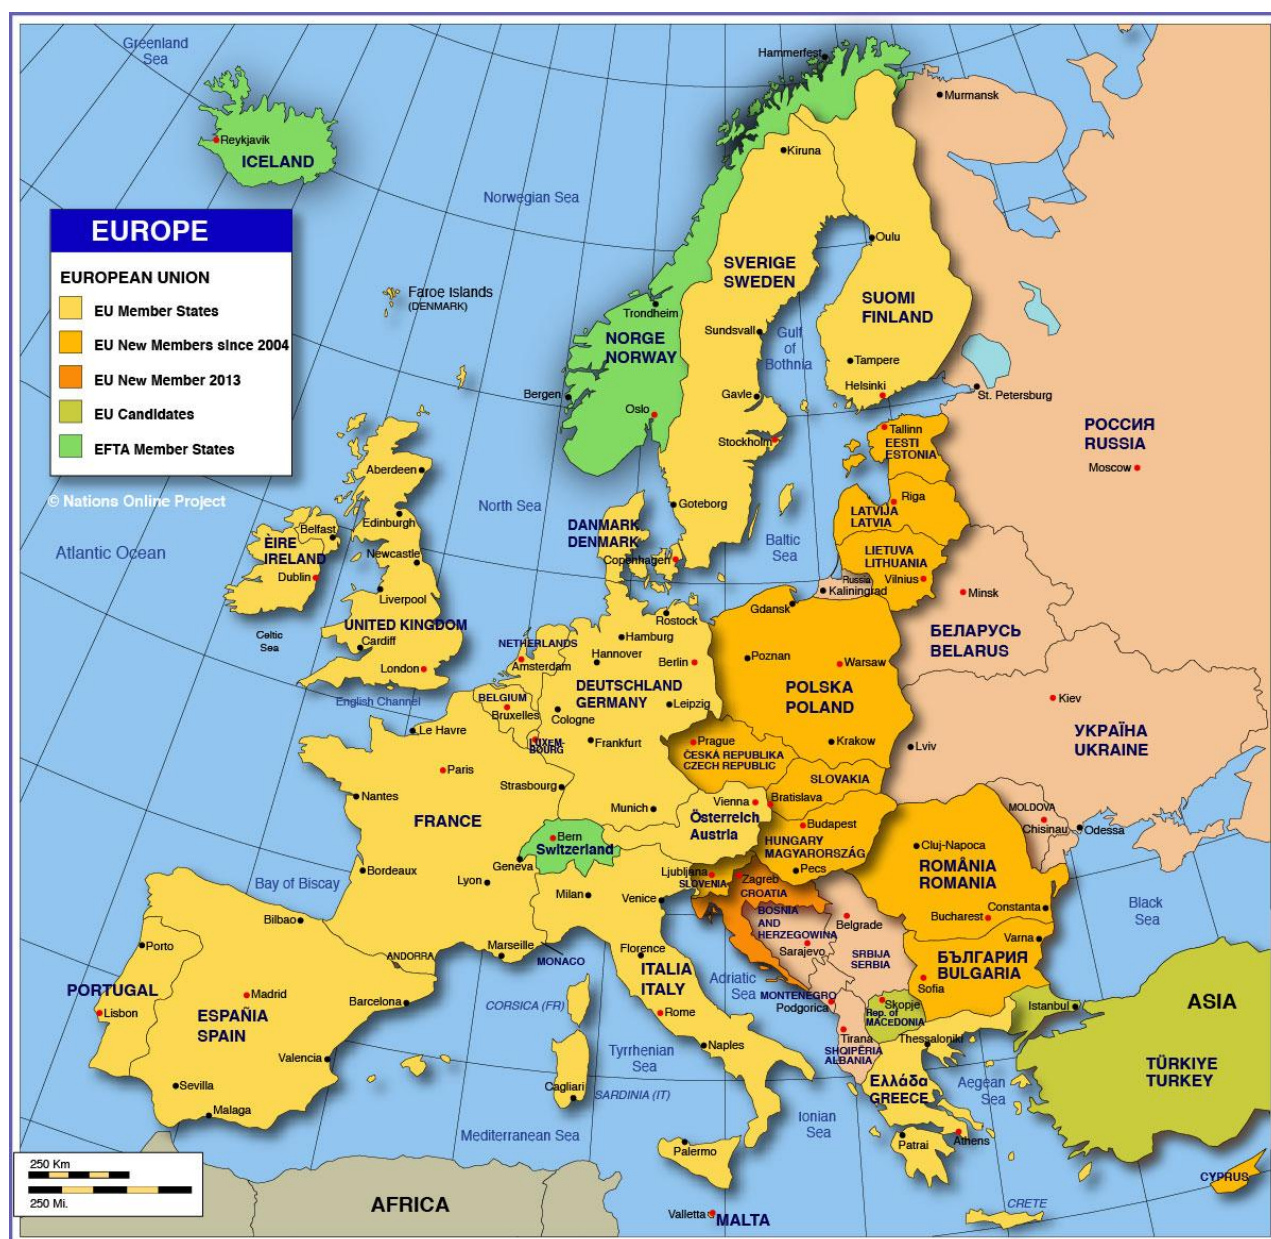 Greenland
Sea
Hammerfest
Murmansk
Reykjavik
ICELAND
Kiruna
Norwegian Sea
EUROPE
EUROPEAN UNION
EU Member States
EU New Members since 2004
EU New Member 2013
EU Candidates
EFTA Member States
© Nations Online Project
Oulu
SVERIGE
SWEDEN
SUOMI
FINLAND
Faroe Islands
(DENMARK)
Trondheim
NORGE
NORWAY
Sundsvall
Gulf
of
Bothnia
Tampere
Helsinki
Bergen
Gavle
Oslo
Stockholm
St. Petersburg
Tallinn
EESTI
ESTONIA
РОССИЯ
RUSSIA
Moscow
Aberdeen
North Sea
Goteborg
Riga
LATVIJA
LATVIA
Edinburgh
Belfast
DANMARK
DENMARK
Copenhagen
Baltic
Sea
LIETUVA
LITHUANIA
Vilnius
Atlantic Ocean
ÈIRE
IRELAND
Dublin
Newcastle
Liverpool
Russia
Kaliningrad
Minsk
Gdansk
Rostock
Celtic
Sea
UNITED KINGDOM
Cardiff
London
БЕЛАРУСЬ
BELARUS
NETHERLANDS
Amsterdam
Hamburg
Hannover
Berlin
Poznan
Warsaw
English Channel
BELGIUM
Bruxelles
DEUTSCHLAND
GERMANY
Leipzig
Cologne
POLSKA
POLAND
Kiev
Le Havre
LUXEM-
BOURG
Frankfurt
Prague
ČESKÁ REPUBLIKA
CZECH REPUBLIC
Krakow
Lviv
УКРАЇНА
UKRAINE
Paris
Strasbourg
SLOVAKIA
Nantes
FRANCE
Munich
Vienna
Bratislava
Österreich
Austria
Budapest
HUNGARY
MAGYARORSZÁG
Pecs
MOLDOVA
Chisinau
Odessa
Bern
Switzerland
Geneva
Cluj-Napoca
ROMÂNIA
ROMANIA
Bay of Biscay
Bordeaux
Lyon
Milan
Venice
Ljubljana
SLOVENIA
Zagreb
CROATIA
Constanta
Bucharest
Black
Sea
Bilbao
BOSNIA
AND
HERZEGOWINA
Sarajevo
Belgrade
SRBIJA
SERBIA
Varna
БЪЛГАРИЯ
BULGARIA
Sofia
Porto
ANDORRA
Marseille
MONACO
Florence
ITALIA
ITALY
Adriatic
Sea
PORTUGAL
Lisbon
Madrid
ESPAÑIA
SPAIN
Barcelona
CORSICA (FR)
Rome
MONTENEGRO
Podgorica
Skopje
Rep. of
MACEDONIA
Istanbul
ASIA
Valencia
Tyrrhenian
Sea
Naples
Tirana
SHQIPËRIA
ALBANIA
Thessaloniki
TÜRKIYE
TURKEY
Sevilla
Malaga
Cagliari
SARDINIA (IT)
Ελλάδα
GREECE
Aegean
Sea
Mediterranean Sea
Palermo
Ionian
Sea
Patrai
Athens
250 Km
250 Mi.
AFRICA
Valletta
MALTA
CRETE
CYPRUS